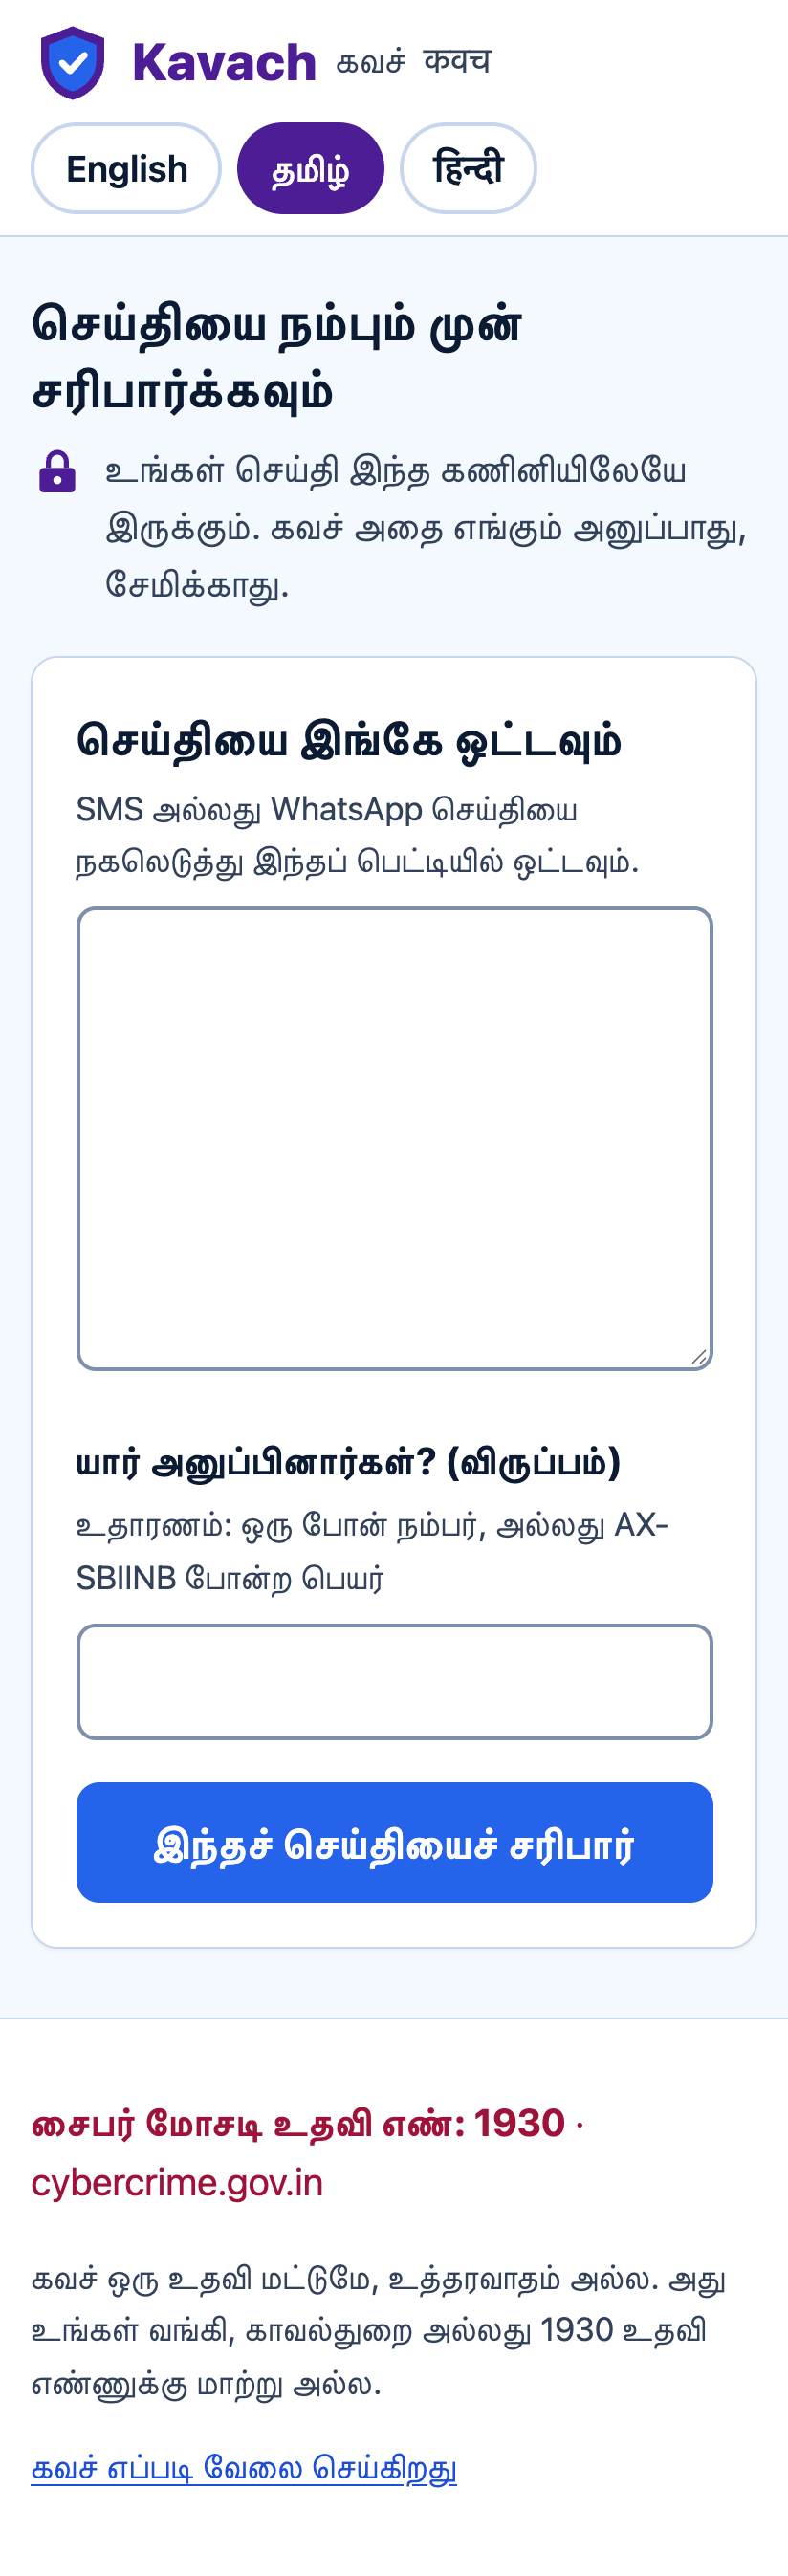 Kavach கவச் कवच
English தமிழ் हिन्दी
செய்தியை நம்பும் முன்
சரிபார்க்கவும்
உங்கள் செய்தி இந்த கணினியிலேயே
இருக்கும். கவச் அதை எங்கும் அனுப்பாது,
சேமிக்காது.
செய்தியை இங்கே ஒட்டவும்
SMS அல்லது WhatsApp செய்தியை
நகலெடுத்து இந்தப் பெட்டியில் ஒட்டவும்.
யார் அனுப்பினார்கள்? (விருப்பம்)
உதாரணம்: ஒரு போன் நம்பர், அல்லது AX-
SBIINB போன்ற பெயர்
இந்தச் செய்தியைச் சரிபார்
சைபர் மோசடி உதவி எண்: 1930 ·
cybercrime.gov.in
கவச் ஒரு உதவி மட்டுமே, உத்தரவாதம் அல்ல. அது
உங்கள் வங்கி, காவல்துறை அல்லது 1930 உதவி
எண்ணுக்கு மாற்று அல்ல.
கவச் எப்படி வேலை செய்கிறது